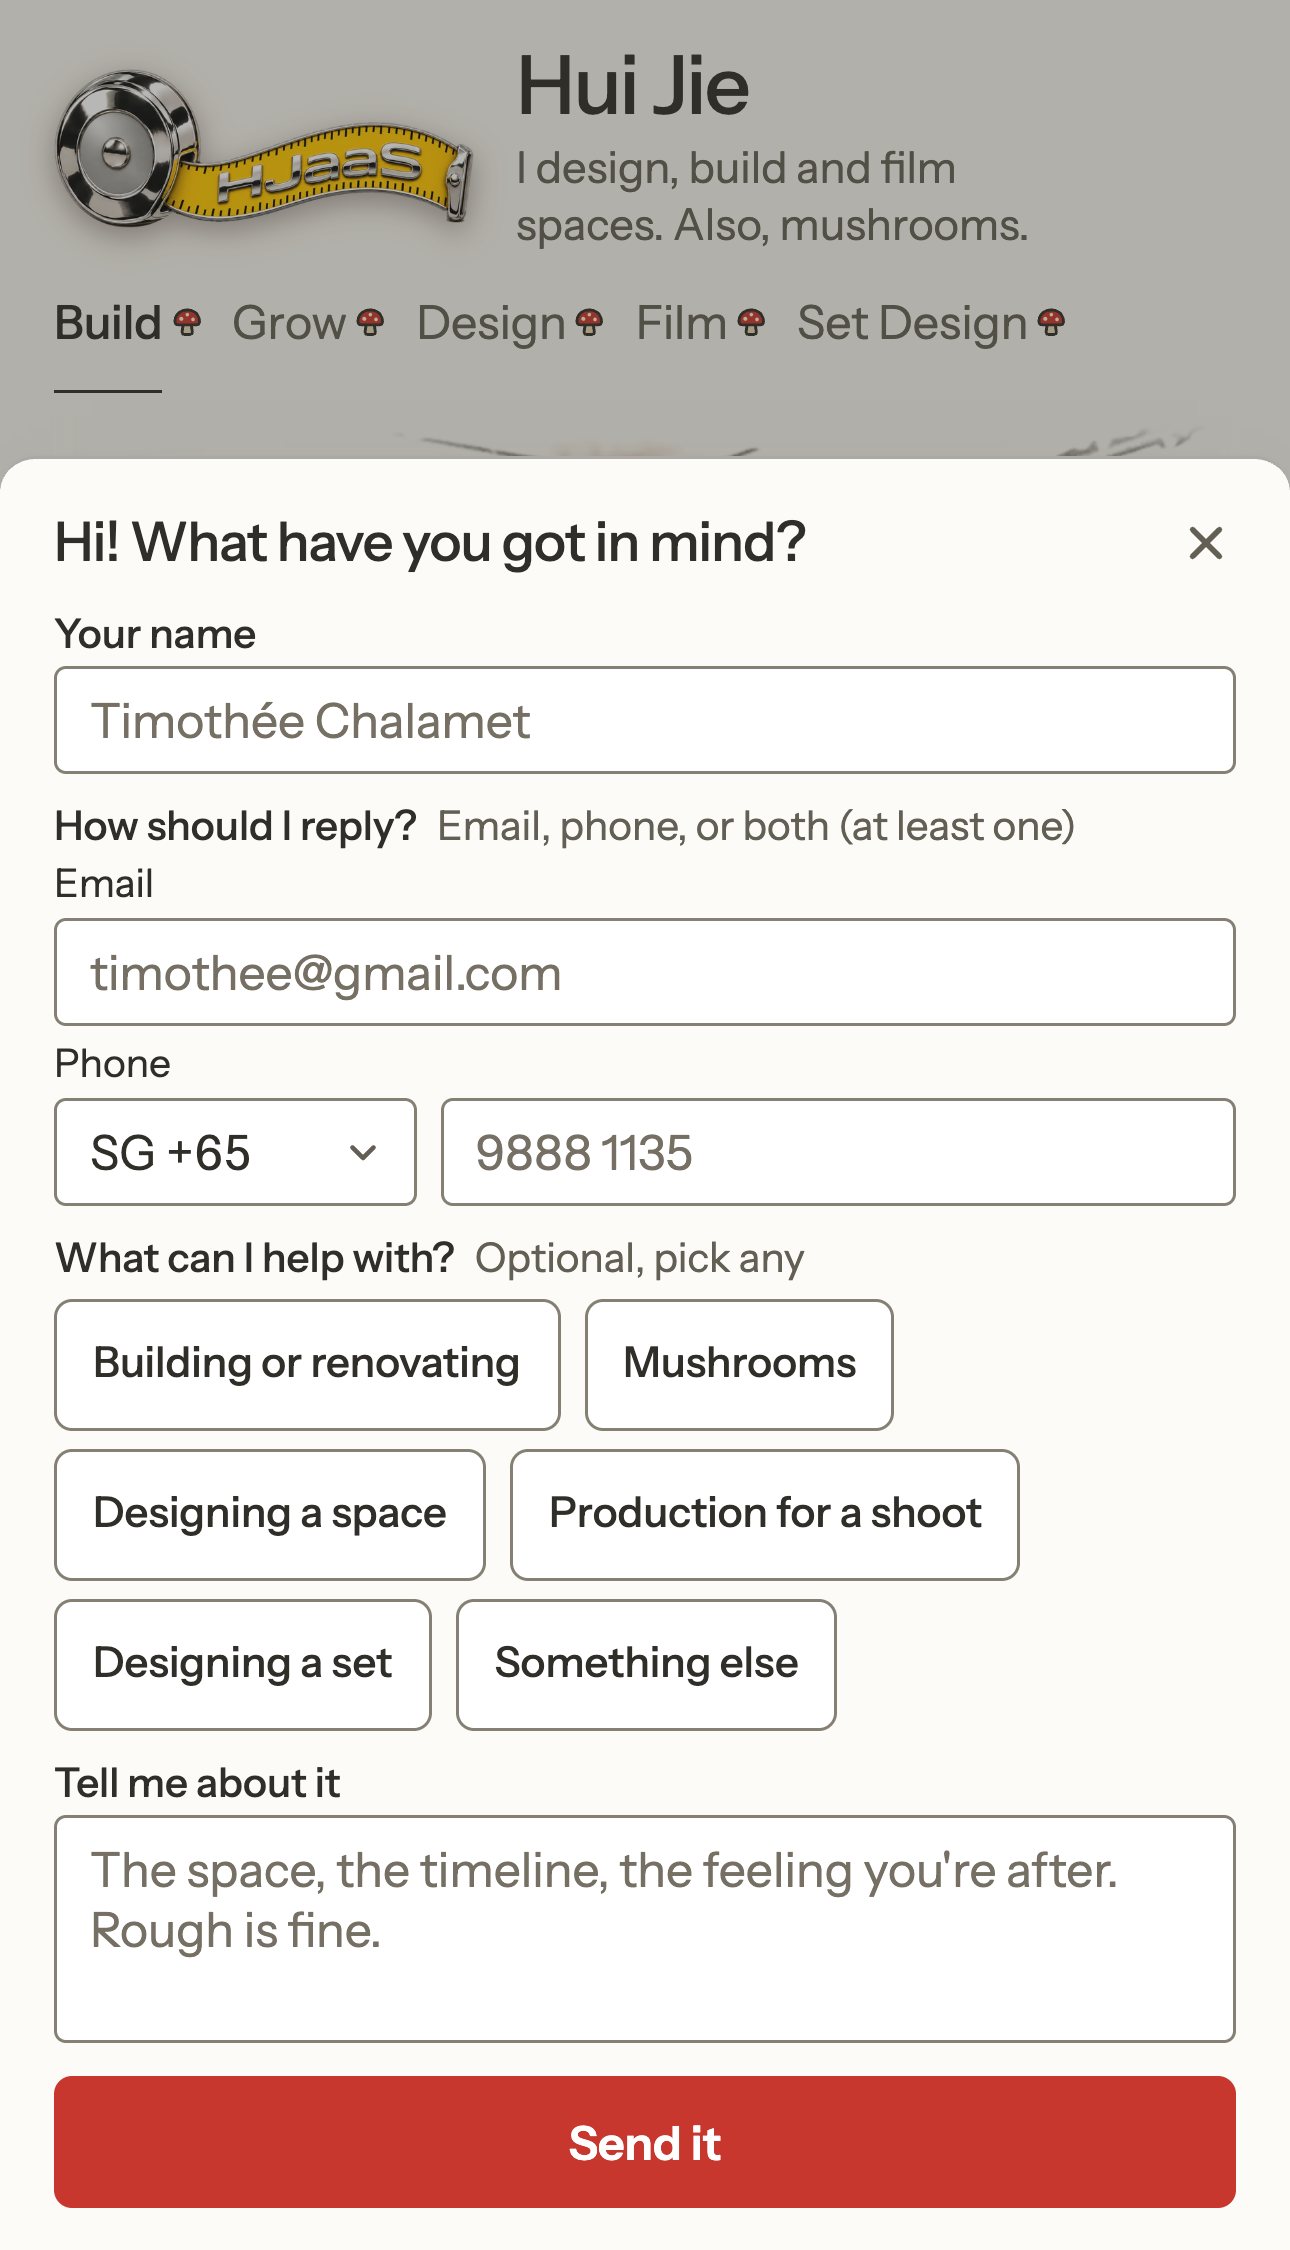 HJaaS
Hui Jie
I design, build and film
spaces. Also, mushrooms.
Build Grow Design Film Set Design
Hi! What have you got in mind?
Your name
Timothée Chalamet
How should I reply? Email, phone, or both (at least one)
Email
timothee@gmail.com
Phone
SG +65 9888 1135
What can I help with? Optional, pick any
Building or renovating Mushrooms
Designing a space Production for a shoot
Designing a set Something else
Tell me about it
The space, the timeline, the feeling you're after.
Rough is fine.
Send it